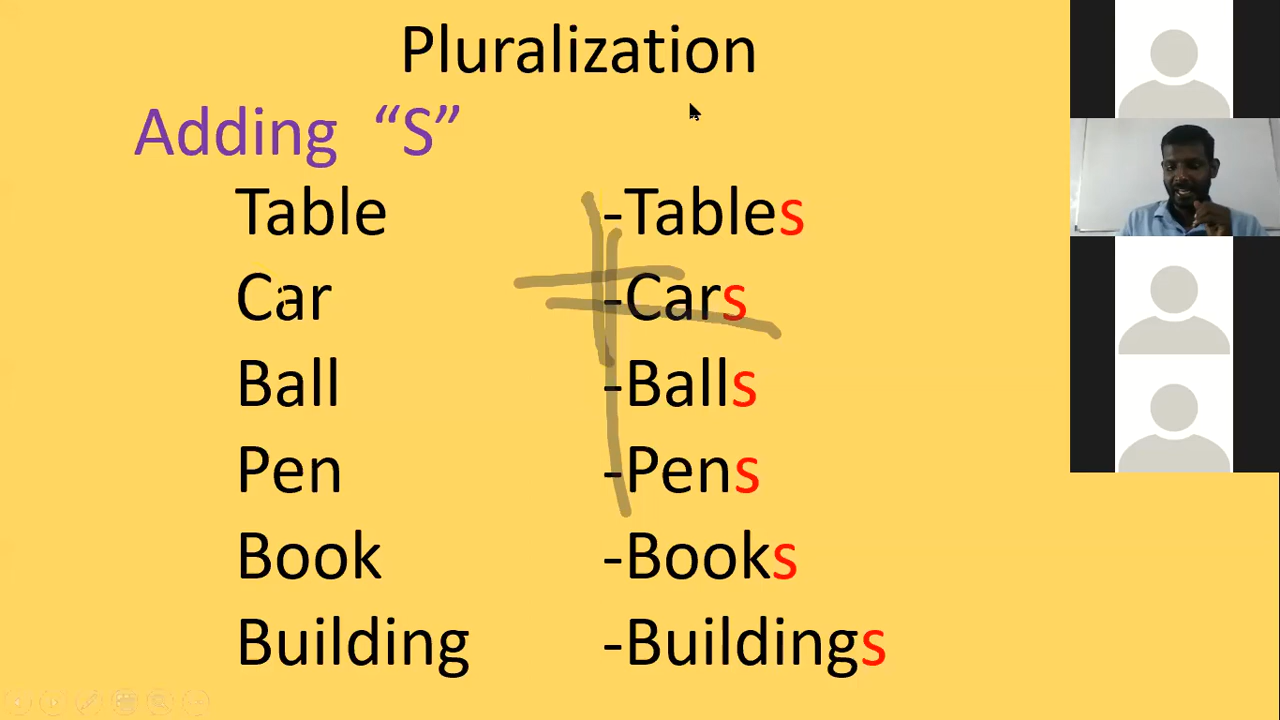 Pluralization
Adding “S”
Table -Tables
Car -Cars
Ball -Balls
Pen -Pens
Book -Books
Building -Buildings